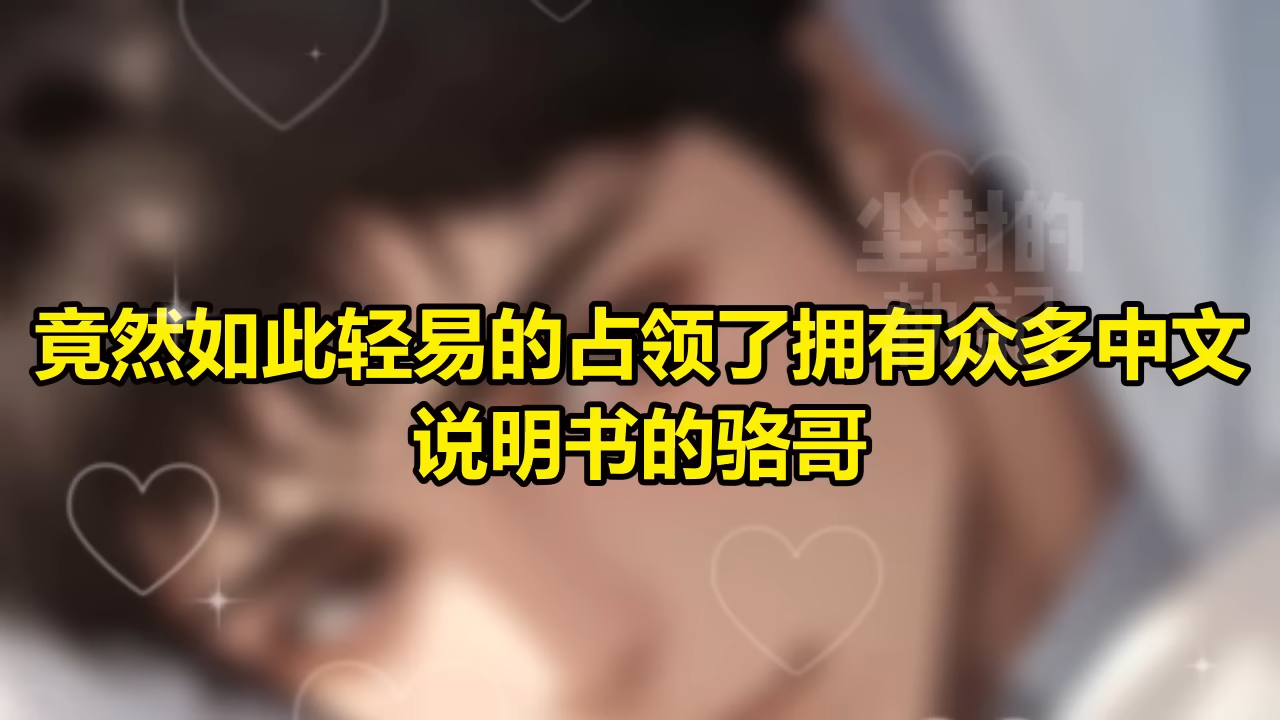 尘封的
竟然如此轻易的占领了拥有众多中文
说明书的骆哥